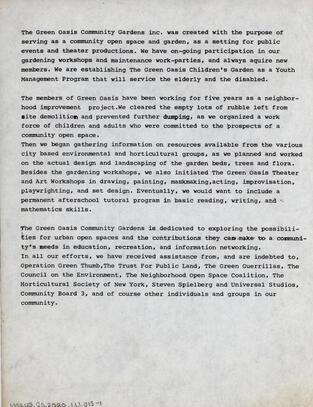 The Green Oasis Community Gardens inc. was created with the purpose of
serving as a community open space and garden, as a setting for public
events and theater productions. We have on-going participation in our
gardening workshops and maintenance work-parties, and always aquire new
members. We are establishing The Green Oasis Children's Garden as a Youth
Management Program that will service the elderly and the disabled.
The members of Green Oasis have been working for five years as a neighbor-
hood improvement project.We cleared the empty lots of rubble left from
site demolition and prevented further dumping, as we organized a work
force of children and adults who were committed to the prospects of a
community open space.
Then we began gathering information on resources available from the various
city based environmental and horticultural groups, as we planned and worked
on the actual design and landscaping of the garden beds, trees and flora.
Besides the gardening workshops, we also initiated The Green Oasis Theater
and Art Workshops in drawing, painting, maskmaking,acting, improvisation,
playwrighting, and set design. Eventually, we would want to include a
permanent afterschool tutoral program in basic reading, writing, and
mathematics skills.
The Green Oasis Community Gardens is dedicated to exploring the possibili-
ties for urban open spaces and the contributions they can make to a communi-
ty's needs in education, recreation, and information networking.
In all our efforts, we have received assistance from, and are indebted to,
Operation Green Thumb,The Trust For Public Land, The Green Guerrillas, The
Council on the Environment, The Neighborhood Open Space Coalition, The
Horticultural Society of New York, Steven Spielberg and Universal Studios,
Community Board 3, and of course other individuals and groups in our
community.